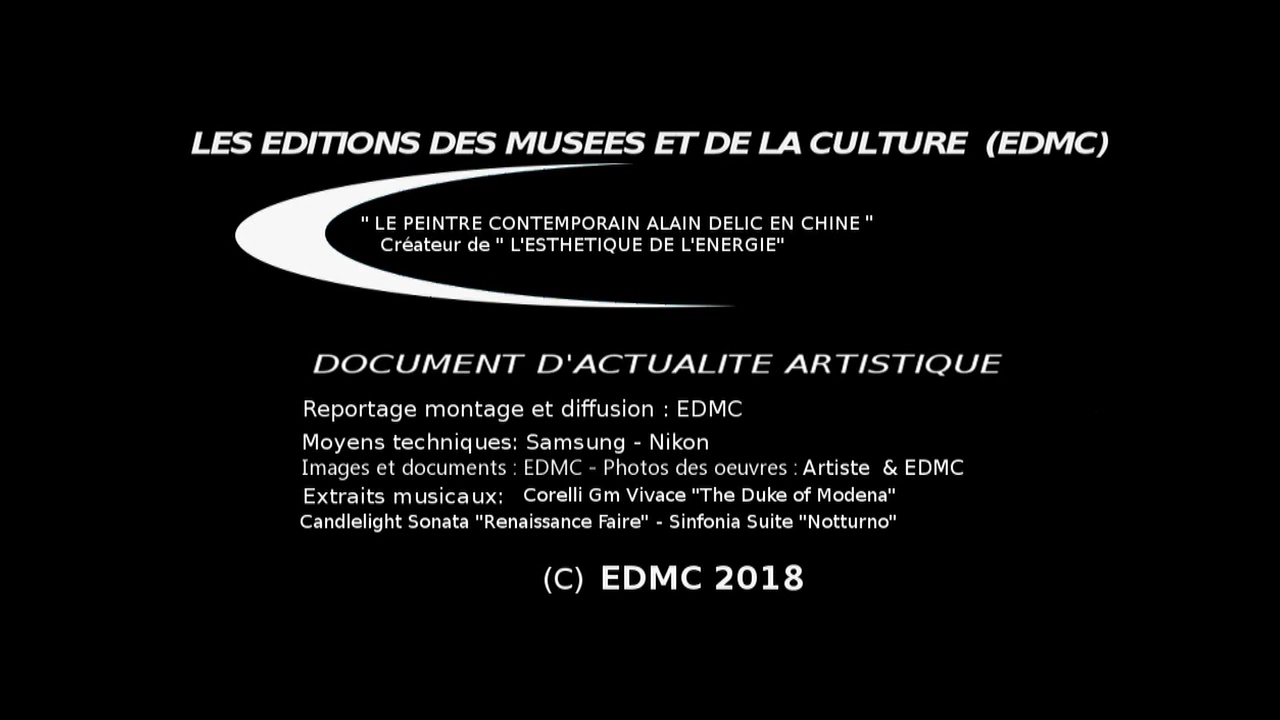 LES EDITIONS DES MUSEES ET DE LA CULTURE (EDMC)
" LE PEINTRE CONTEMPORAIN ALAIN DELIC EN CHINE "
Créateur de " L'ESTHETIQUE DE L'ENERGIE"
DOCUMENT D'ACTUALITE ARTISTIQUE
Reportage montage et diffusion : EDMC
Moyens techniques: Samsung - Nikon
Images et documents : EDMC - Photos des oeuvres : Artiste & EDMC
Extraits musicaux: Corelli Gm Vivace "The Duke of Modena"
Candlelight Sonata "Renaissance Faire" - Sinfonia Suite "Notturno"
(C) EDMC 2018